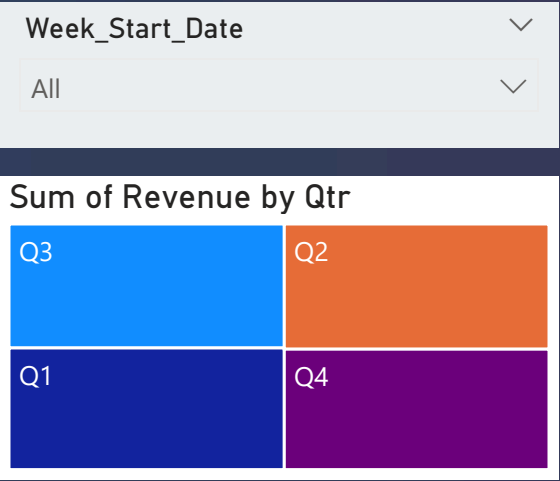 Week_Start_Date
All
Sum of Revenue by Qtr
Q3
Q2
Q1
Q4